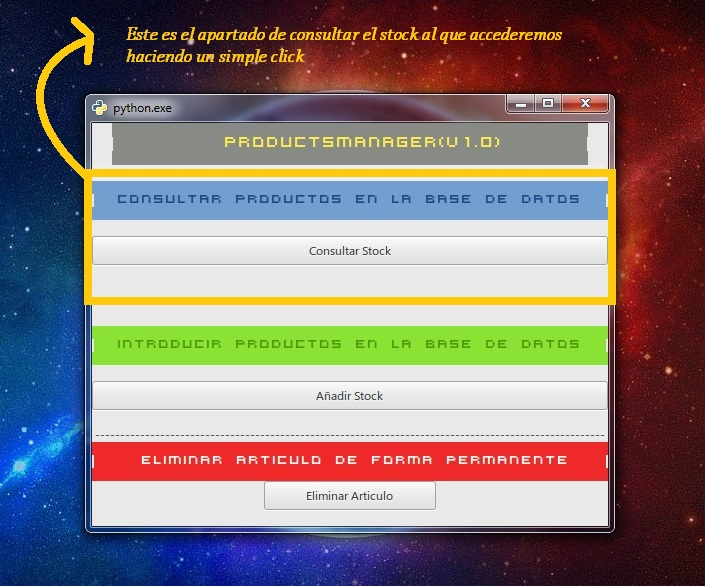 Este es el apartado de consultar el stock al que accederemos
haciendo un simple click
python.exe
PRODUCTSMANAGER(V 1.0)
CONSULTAR PRODUCTOS EN LA BASE DE DATOS
Consultar Stock
INTRODUCIR PRODUCTOS EN LA BASE DE DATOS
Añadir Stock
ELIMINAR ARTICULO DE FORMA PERMANENTE
Eliminar Articulo